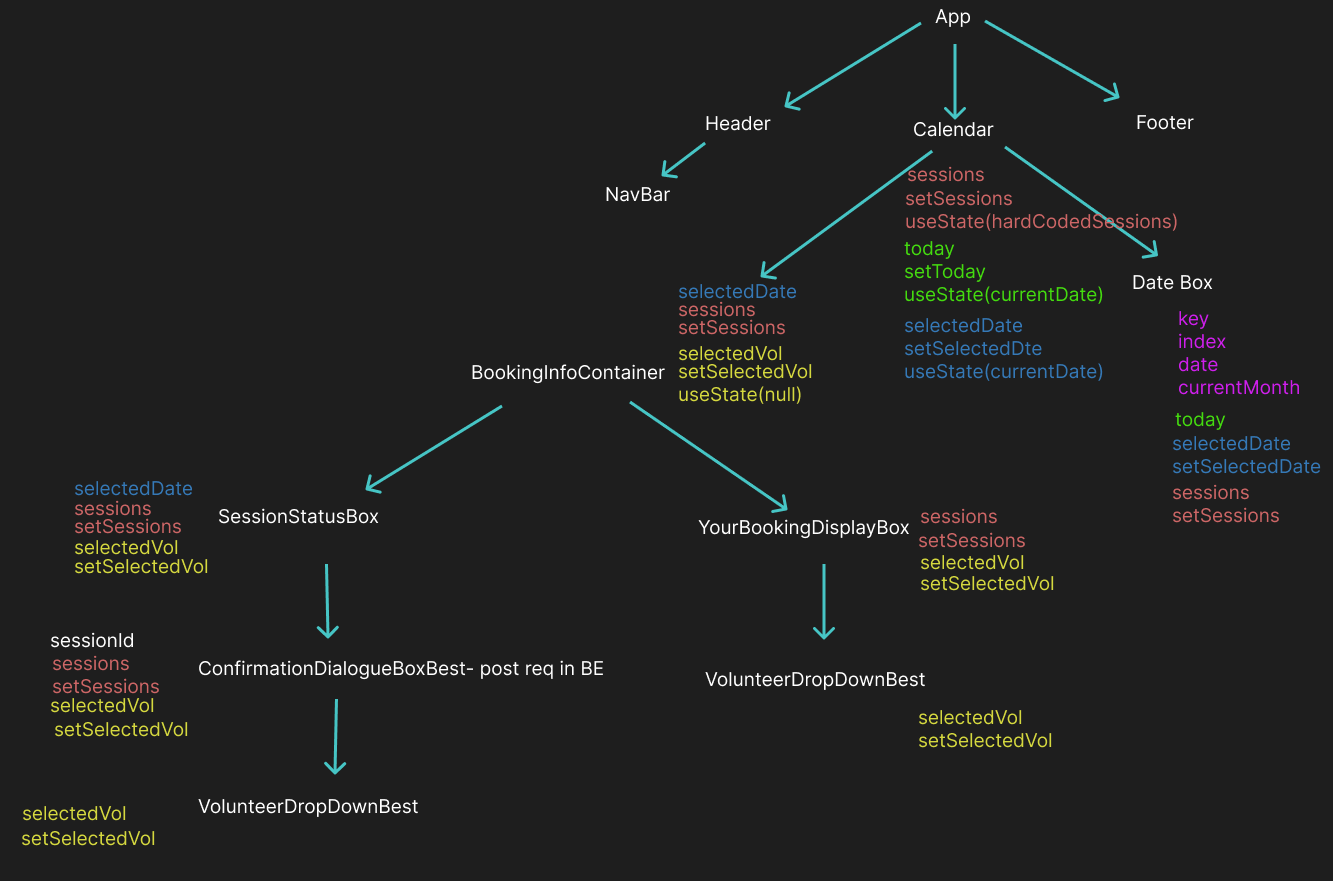 App
Header
Calendar
Footer
NavBar
sessions
setSessions
useState(hardCodedSessions)
today
setToday
useState(currentDate)
selectedDate
setSelectedDte
useState(currentDate)
Date Box
key
index
date
currentMonth
today
selectedDate
setSelectedDate
sessions
setSessions
BookingInfoContainer
selectedDate
sessions
setSessions
selectedVol
setSelectedVol
useState(null)
selectedDate
sessions
setSessions
selectedVol
setSelectedVol
SessionStatusBox
YourBookingDisplayBox
sessions
setSessions
selectedVol
setSelectedVol
sessionId
sessions
setSessions
selectedVol
setSelectedVol
ConfirmationDialogueBoxBest- post req in BE
VolunteerDropDownBest
selectedVol
setSelectedVol
VolunteerDropDownBest
selectedVol
setSelectedVol